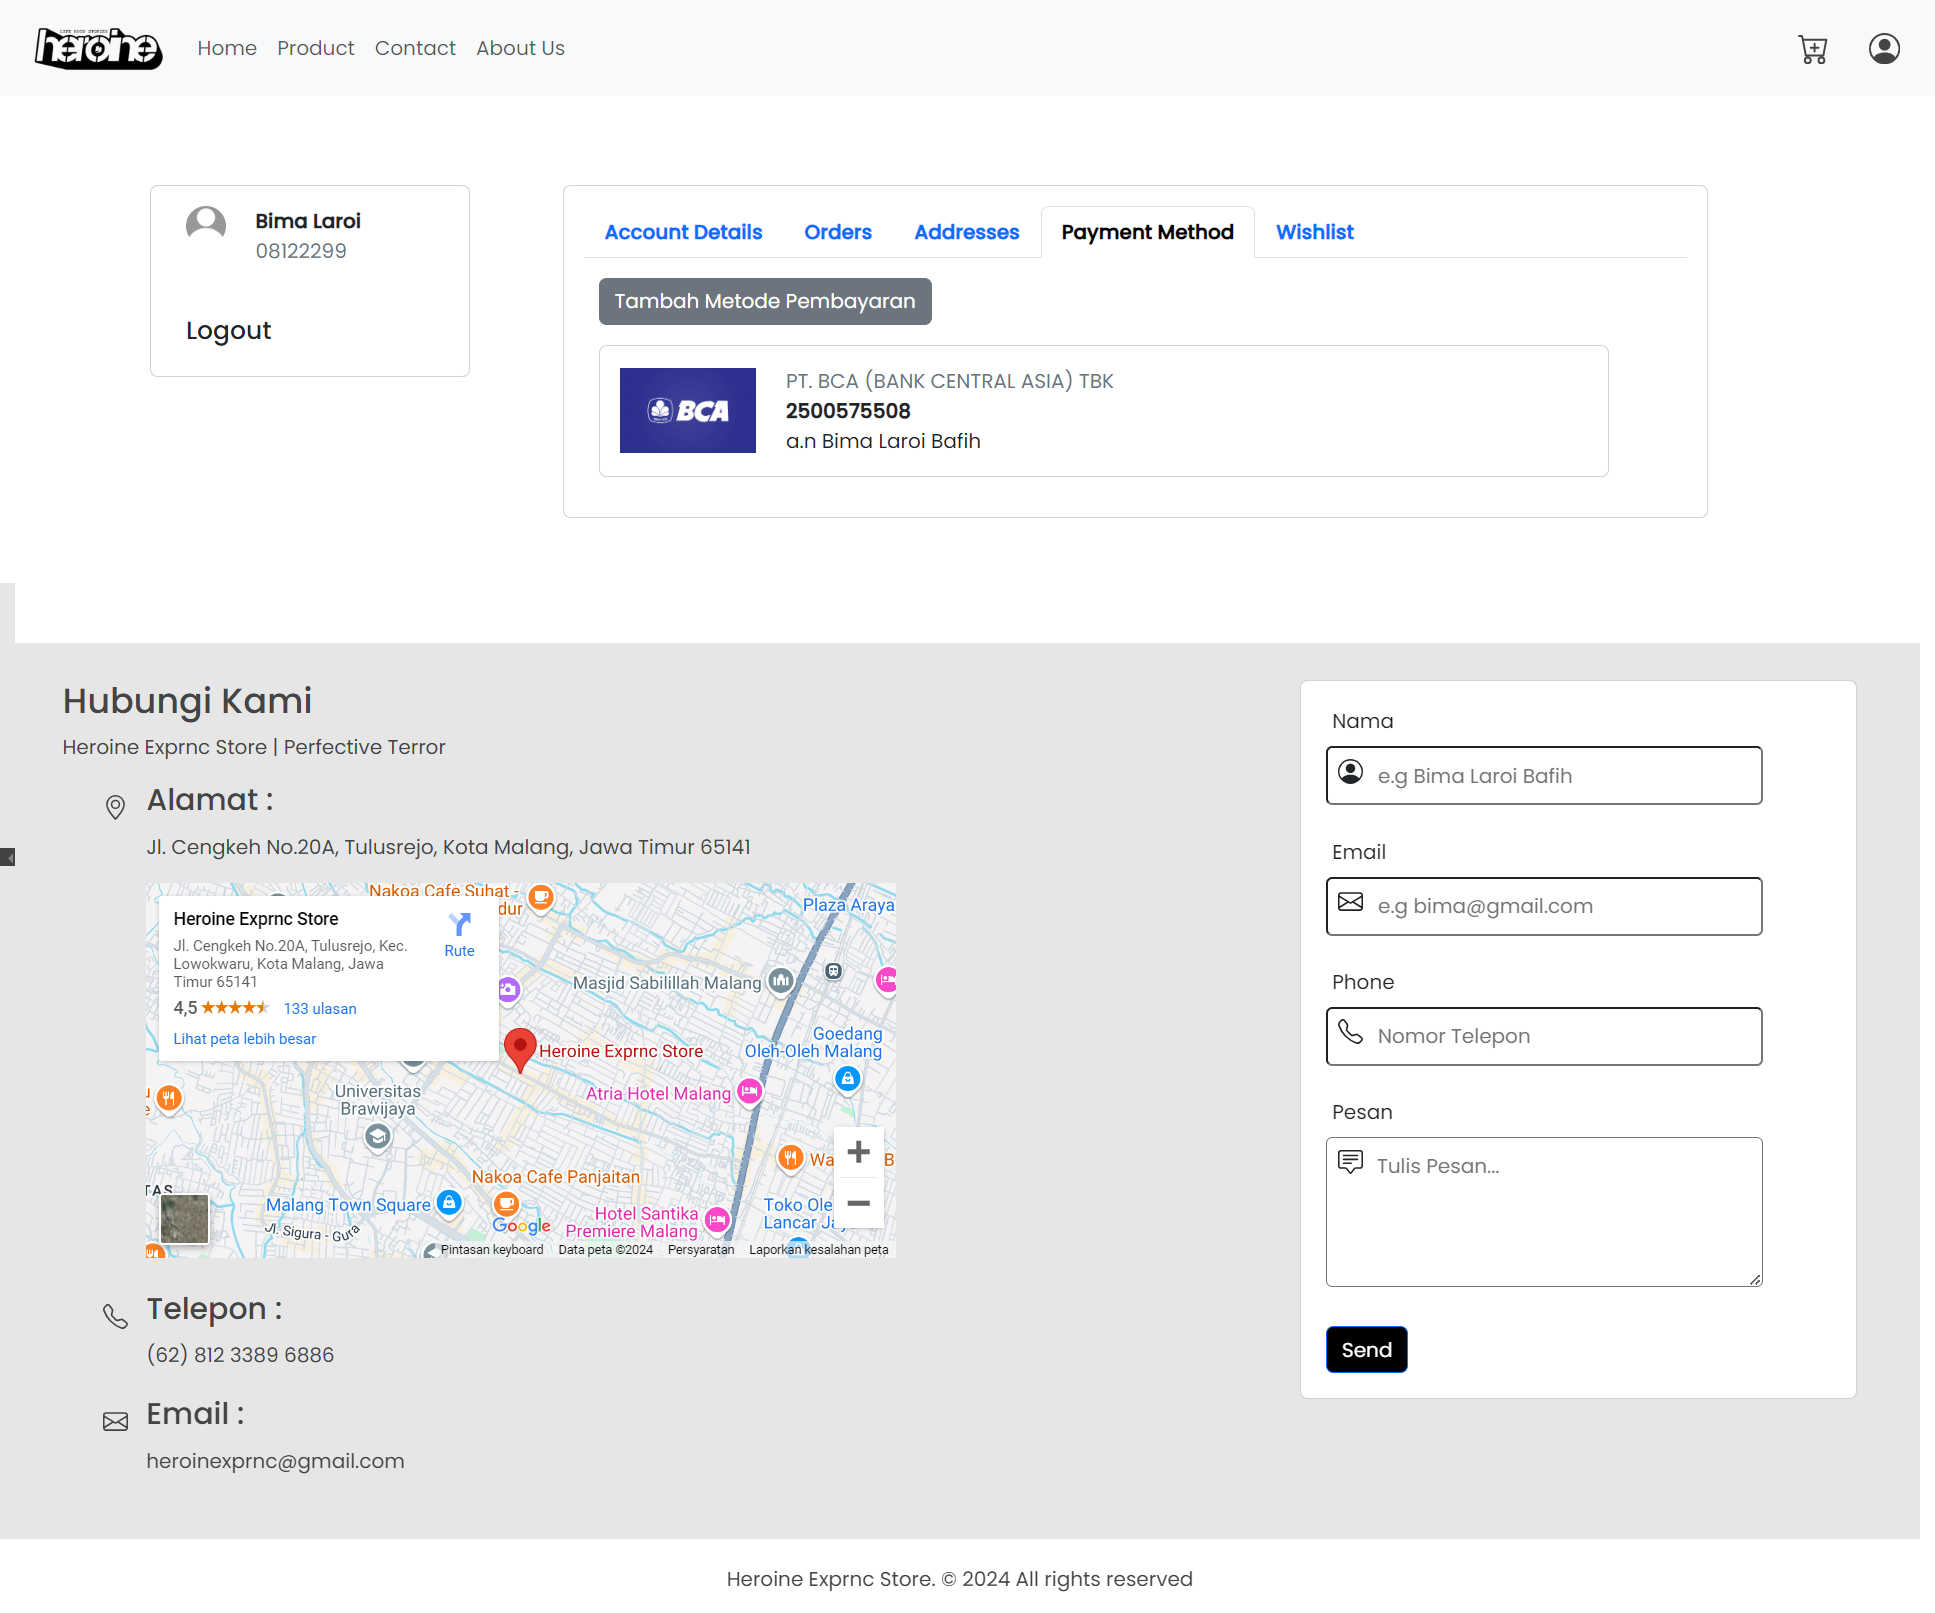 LIFE GOOD STORIES
heroine
Home Product Contact About Us
Bima Laroi
08122299
Logout
Account Details Orders Addresses Payment Method Wishlist
Tambah Metode Pembayaran
BCA
PT. BCA (BANK CENTRAL ASIA) TBK
2500575508
a.n Bima Laroi Bafih
Hubungi Kami
Heroine Exprnc Store | Perfective Terror
Alamat :
Jl. Cengkeh No.20A, Tulusrejo, Kota Malang, Jawa Timur 65141
Heroine Exprnc Store
Jl. Cengkeh No.20A, Tulusrejo, Kec.
Lowokwaru, Kota Malang, Jawa
Timur 65141
4,5 133 ulasan
Lihat peta lebih besar
Rute
Nakoa Cafe Suhat -
dur
Plaza Araya
Masjid Sabilillah Malang
Goedang
Oleh-Oleh Malang
Heroine Exprnc Store
Atria Hotel Malang
Universitas
Brawijaya
Nakoa Cafe Panjaitan
TAS
Malang Town Square
Jl. Sigura - Gura
Google
Hotel Santika
Premiere Malang
Wa B
Toko Ole
Lancar Ja
Pintasan keyboard Data peta ©2024 Persyaratan Laporkan kesalahan peta
Telepon :
(62) 812 3389 6886
Email :
heroinexprnc@gmail.com
Nama
e.g Bima Laroi Bafih
Email
e.g bima@gmail.com
Phone
Nomor Telepon
Pesan
Tulis Pesan...
Send
Heroine Exprnc Store. © 2024 All rights reserved